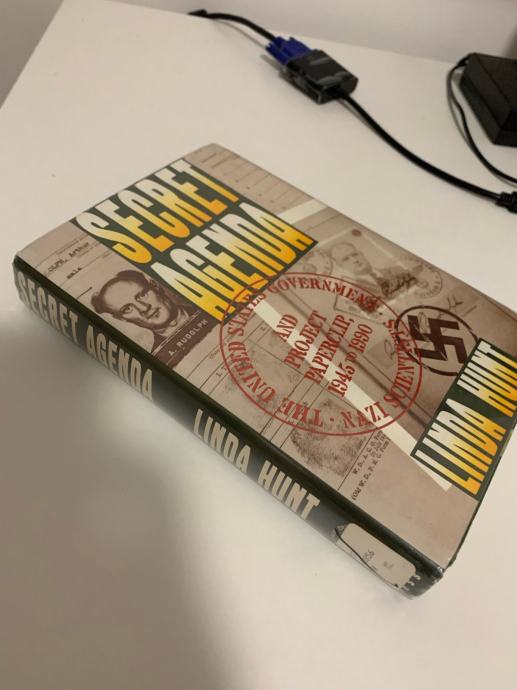 SECRET
AGENDA
A. RUDOLPH
THE UNITED STATES GOVERNMENT, NAZI SCIENTISTS
AND
PROJECT
PAPERCLIP
1945 TO 1990
LINDA HUNT
SECRET AGENDA LINDA HUNT